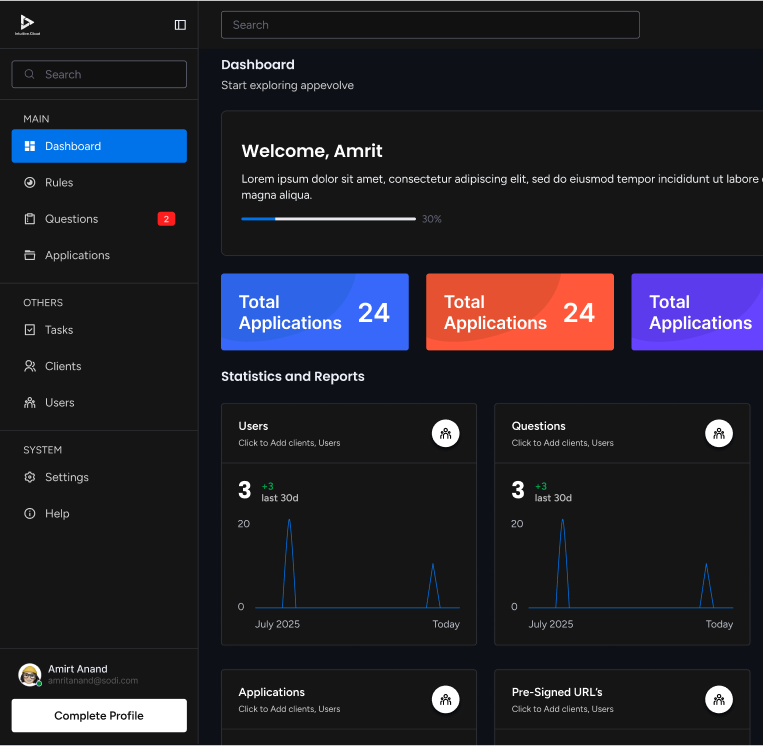 Intuitive Cloud
Search
MAIN
Dashboard
Rules
Questions
2
Applications
OTHERS
Tasks
Clients
Users
SYSTEM
Settings
Help
Amirt Anand
amritanand@sodi.com
Complete Profile
Search
Dashboard
Start exploring appevolve
Welcome, Amrit
Lorem ipsum dolor sit amet, consectetur adipiscing elit, sed do eiusmod tempor incididunt ut labore
magna aliqua.
30%
Total
Applications
24
Total
Applications
24
Total
Applications
Statistics and Reports
Users
Click to Add clients, Users
3
+3
last 30d
20
0
July 2025
Today
Questions
Click to Add clients, Users
3
+3
last 30d
20
0
July 2025
Today
Applications
Click to Add clients, Users
Pre-Signed URL's
Click to Add clients, Users